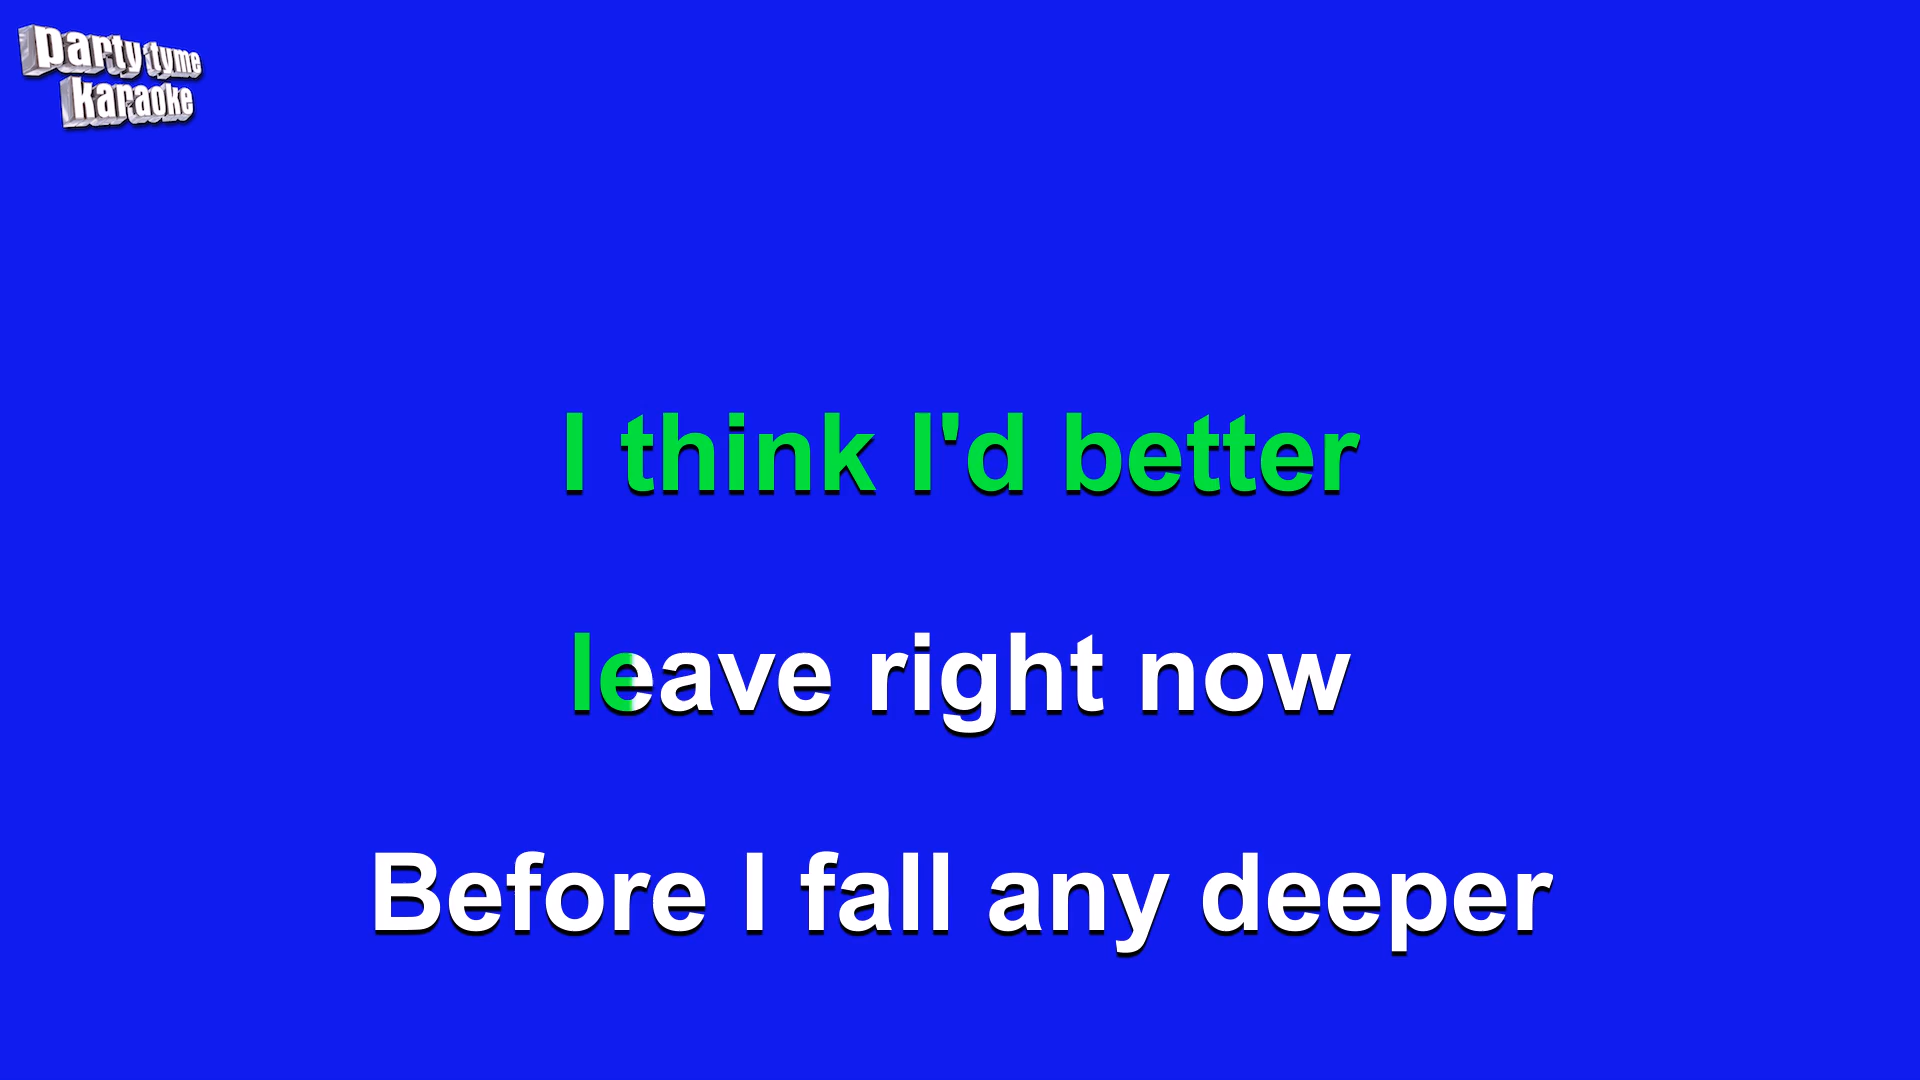 party tyme
karaoke
I think I'd better
leave right now
Before I fall any deeper